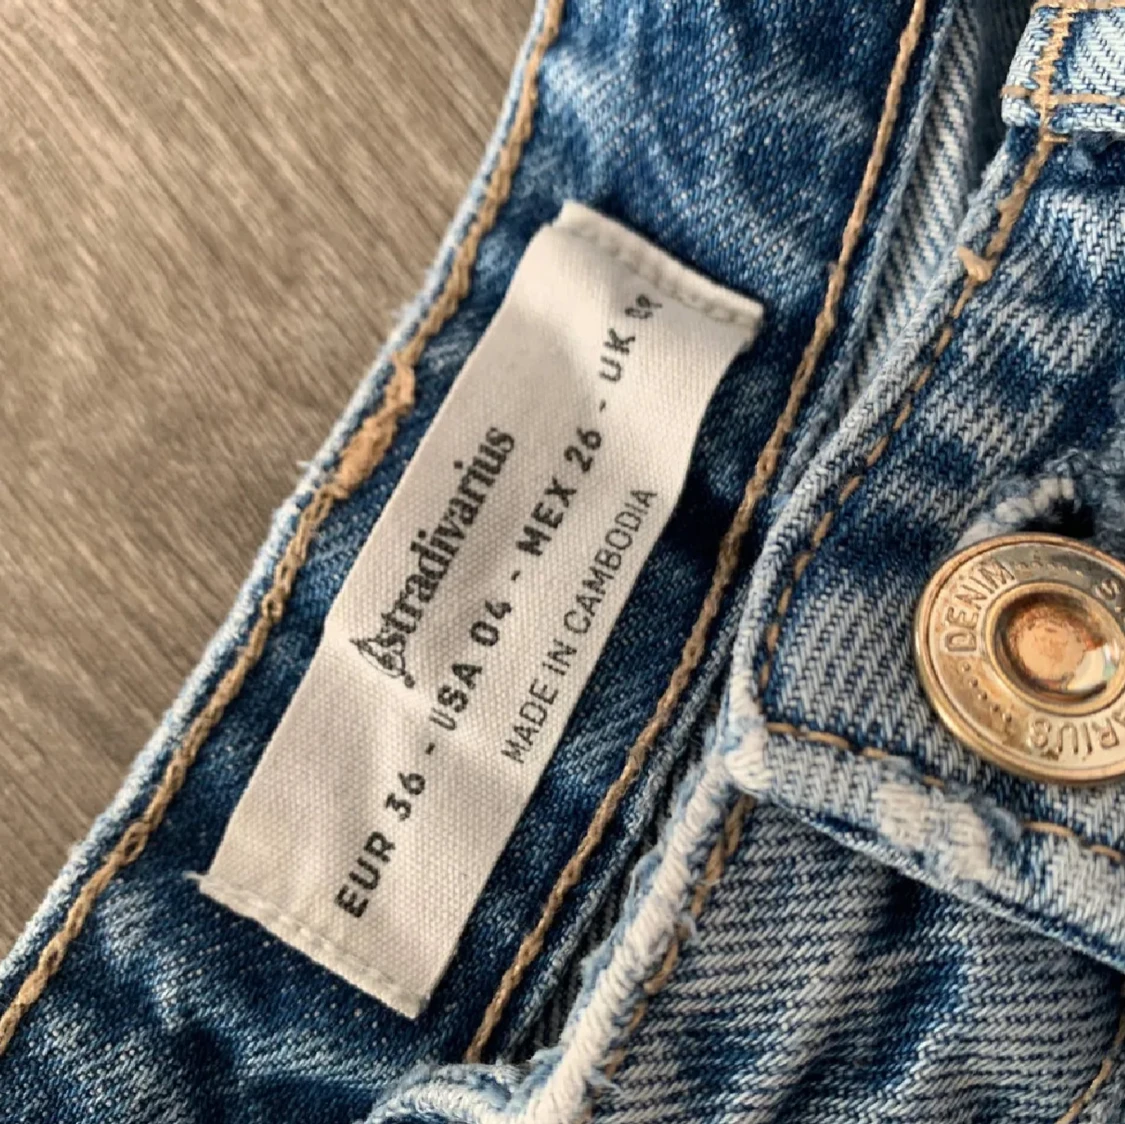 Stradivarius
EUR 36 - USA 04 - MEX 26 - UK
MADE IN CAMBODIA
DENIM